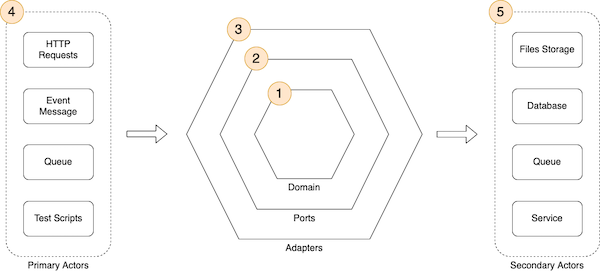 4
HTTP
Requests
Event
Message
Queue
Test Scripts
Primary Actors
3
2
1
Domain
Ports
Adapters
5
Files Storage
Database
Queue
Service
Secondary Actors